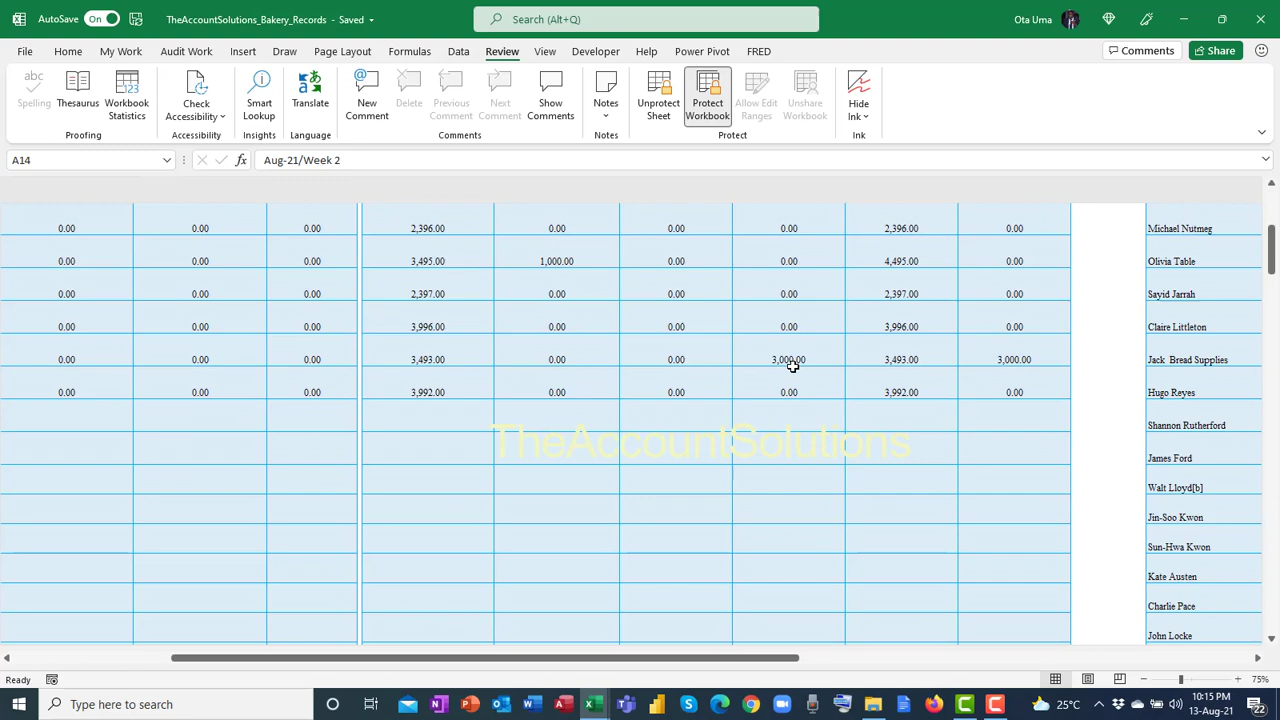 AutoSave On TheAccountSolutions_Bakery_Records - Saved Search (Alt+Q) Ota Uma
File Home My Work Audit Work Insert Draw Page Layout Formulas Data Review View Developer Help Power Pivot FRED Comments Share
Spelling Thesaurus Workbook Statistics Check Accessibility Smart Lookup Translate New Comment Delete Previous Comment Next Comment Show Comments Notes Unprotect Sheet Protect Workbook Allow Edit Ranges Unshare Workbook Hide Ink
Proofing Accessibility Insights Language Comments Notes Protect Ink
A14 fx Aug-21/Week 2
0.00 0.00 0.00 2,396.00 0.00 0.00 0.00 2,396.00 0.00 Michael Nutmeg
0.00 0.00 0.00 3,495.00 1,000.00 0.00 0.00 4,495.00 0.00 Olivia Table
0.00 0.00 0.00 2,397.00 0.00 0.00 0.00 2,397.00 0.00 Sayid Jarrah
0.00 0.00 0.00 3,996.00 0.00 0.00 0.00 3,996.00 0.00 Claire Littleton
0.00 0.00 0.00 3,493.00 0.00 0.00 3,000.00 3,493.00 3,000.00 Jack Bread Supplies
0.00 0.00 0.00 3,992.00 0.00 0.00 0.00 3,992.00 0.00 Hugo Reyes
Shannon Rutherford
TheAccountSolutions
James Ford
Walt Lloyd[b]
Jin-Soo Kwon
Sun-Hwa Kwon
Kate Austen
Charlie Pace
John Locke
Ready 75%
Type here to search 25°C 10:15 PM
13-Aug-21 22